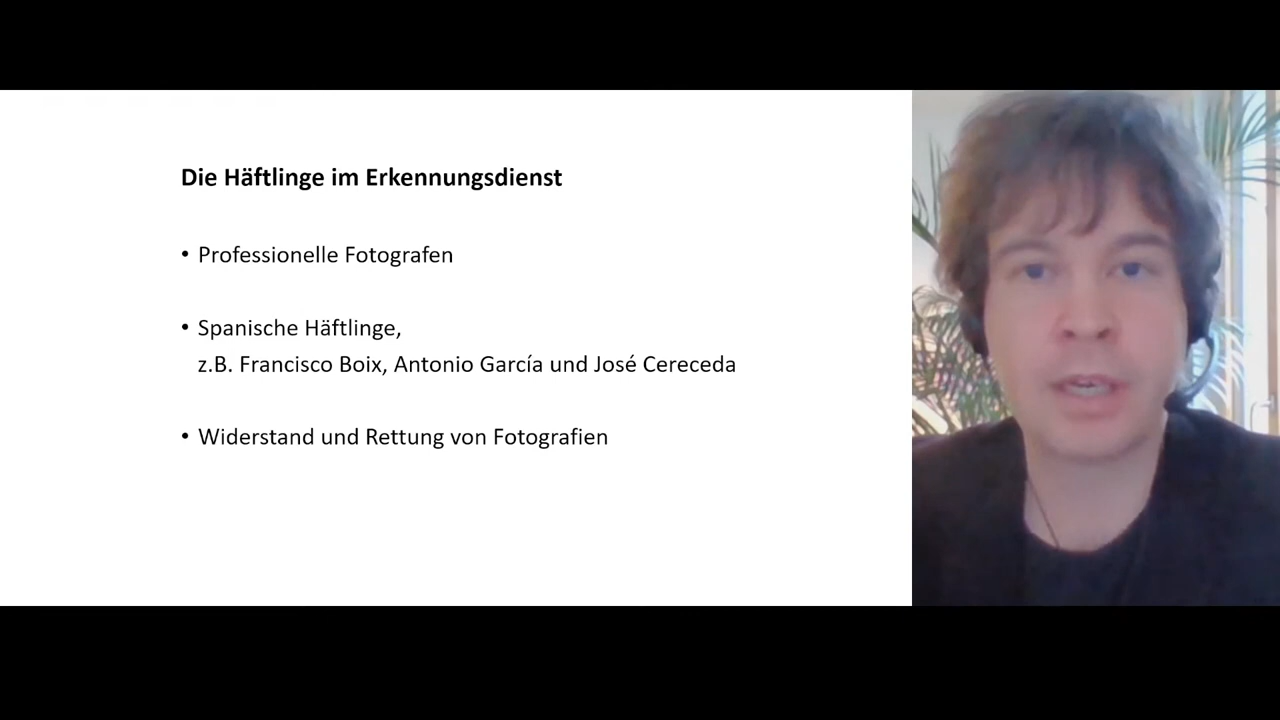 Die Häftlinge im Erkennungsdienst
• Professionelle Fotografen
• Spanische Häftlinge,
z.B. Francisco Boix, Antonio García und José Cereceda
• Widerstand und Rettung von Fotografien